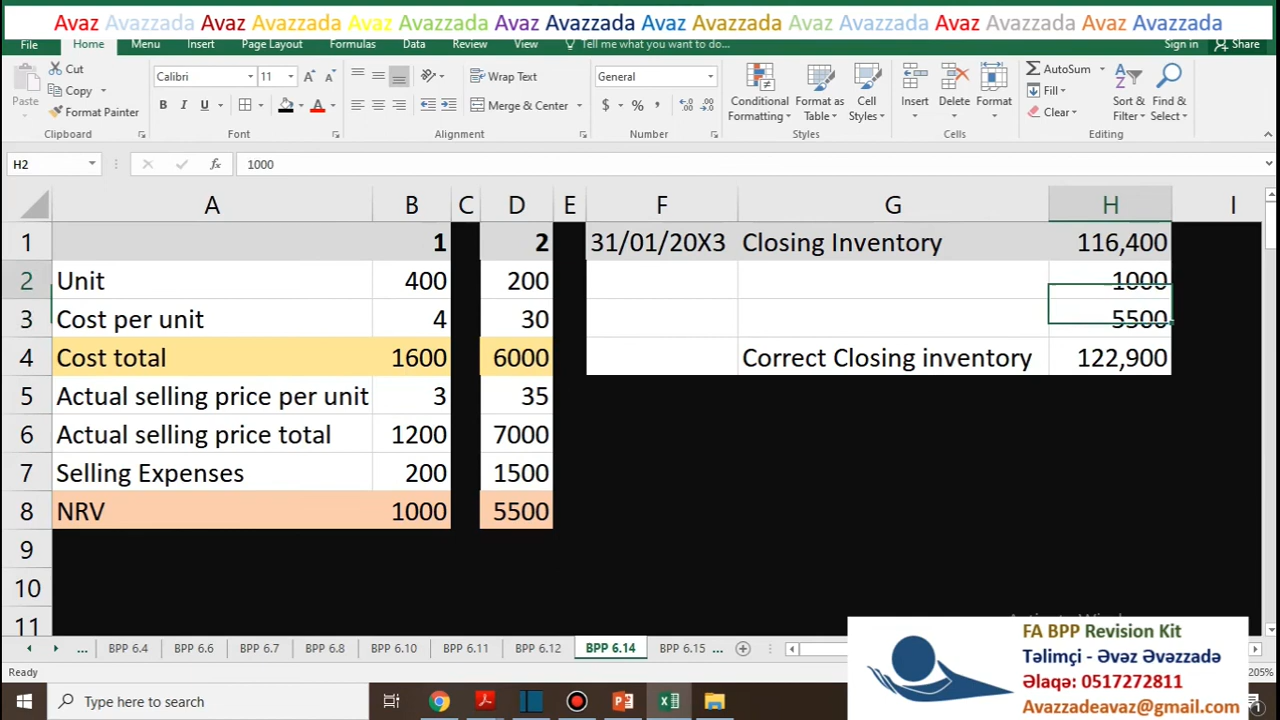 Avaz Avazzada Avaz Avazzada Avaz Avazzada Avaz Avazzada Avaz Avazzada Avaz Avazzada Avaz Avazzada Avaz Avazzada
File Home Menu Insert Page Layout Formulas Data Review View Tell me what you want to do... Sign in Share
Cut
Copy
Format Painter
Paste
Calibri 11
B I U
Wrap Text
Merge & Center
General
$ % ,
Conditional Formatting
Format as Table
Cell Styles
Insert Delete Format
AutoSum
Fill
Clear
Sort & Filter
Find & Select
Clipboard Font Alignment Number Styles Cells Editing
H2 fx 1000
A B C D E F G H I
1 1 2 31/01/20X3 Closing Inventory 116,400
2 Unit 400 200 1000
3 Cost per unit 4 30 5500
4 Cost total 1600 6000 Correct Closing inventory 122,900
5 Actual selling price per unit 3 35
6 Actual selling price total 1200 7000
7 Selling Expenses 200 1500
8 NRV 1000 5500
9
10
11
... BPP 6.4 BPP 6.6 BPP 6.7 BPP 6.8 BPP 6.10 BPP 6.11 BPP 6.12 BPP 6.14 BPP 6.15 ...
Ready 205%
Type here to search
FA BPP Revision Kit
Təlimçi - Əvəz Əvəzzadə
Əlaqə: 0517272811
Avazzadeavaz@gmail.com